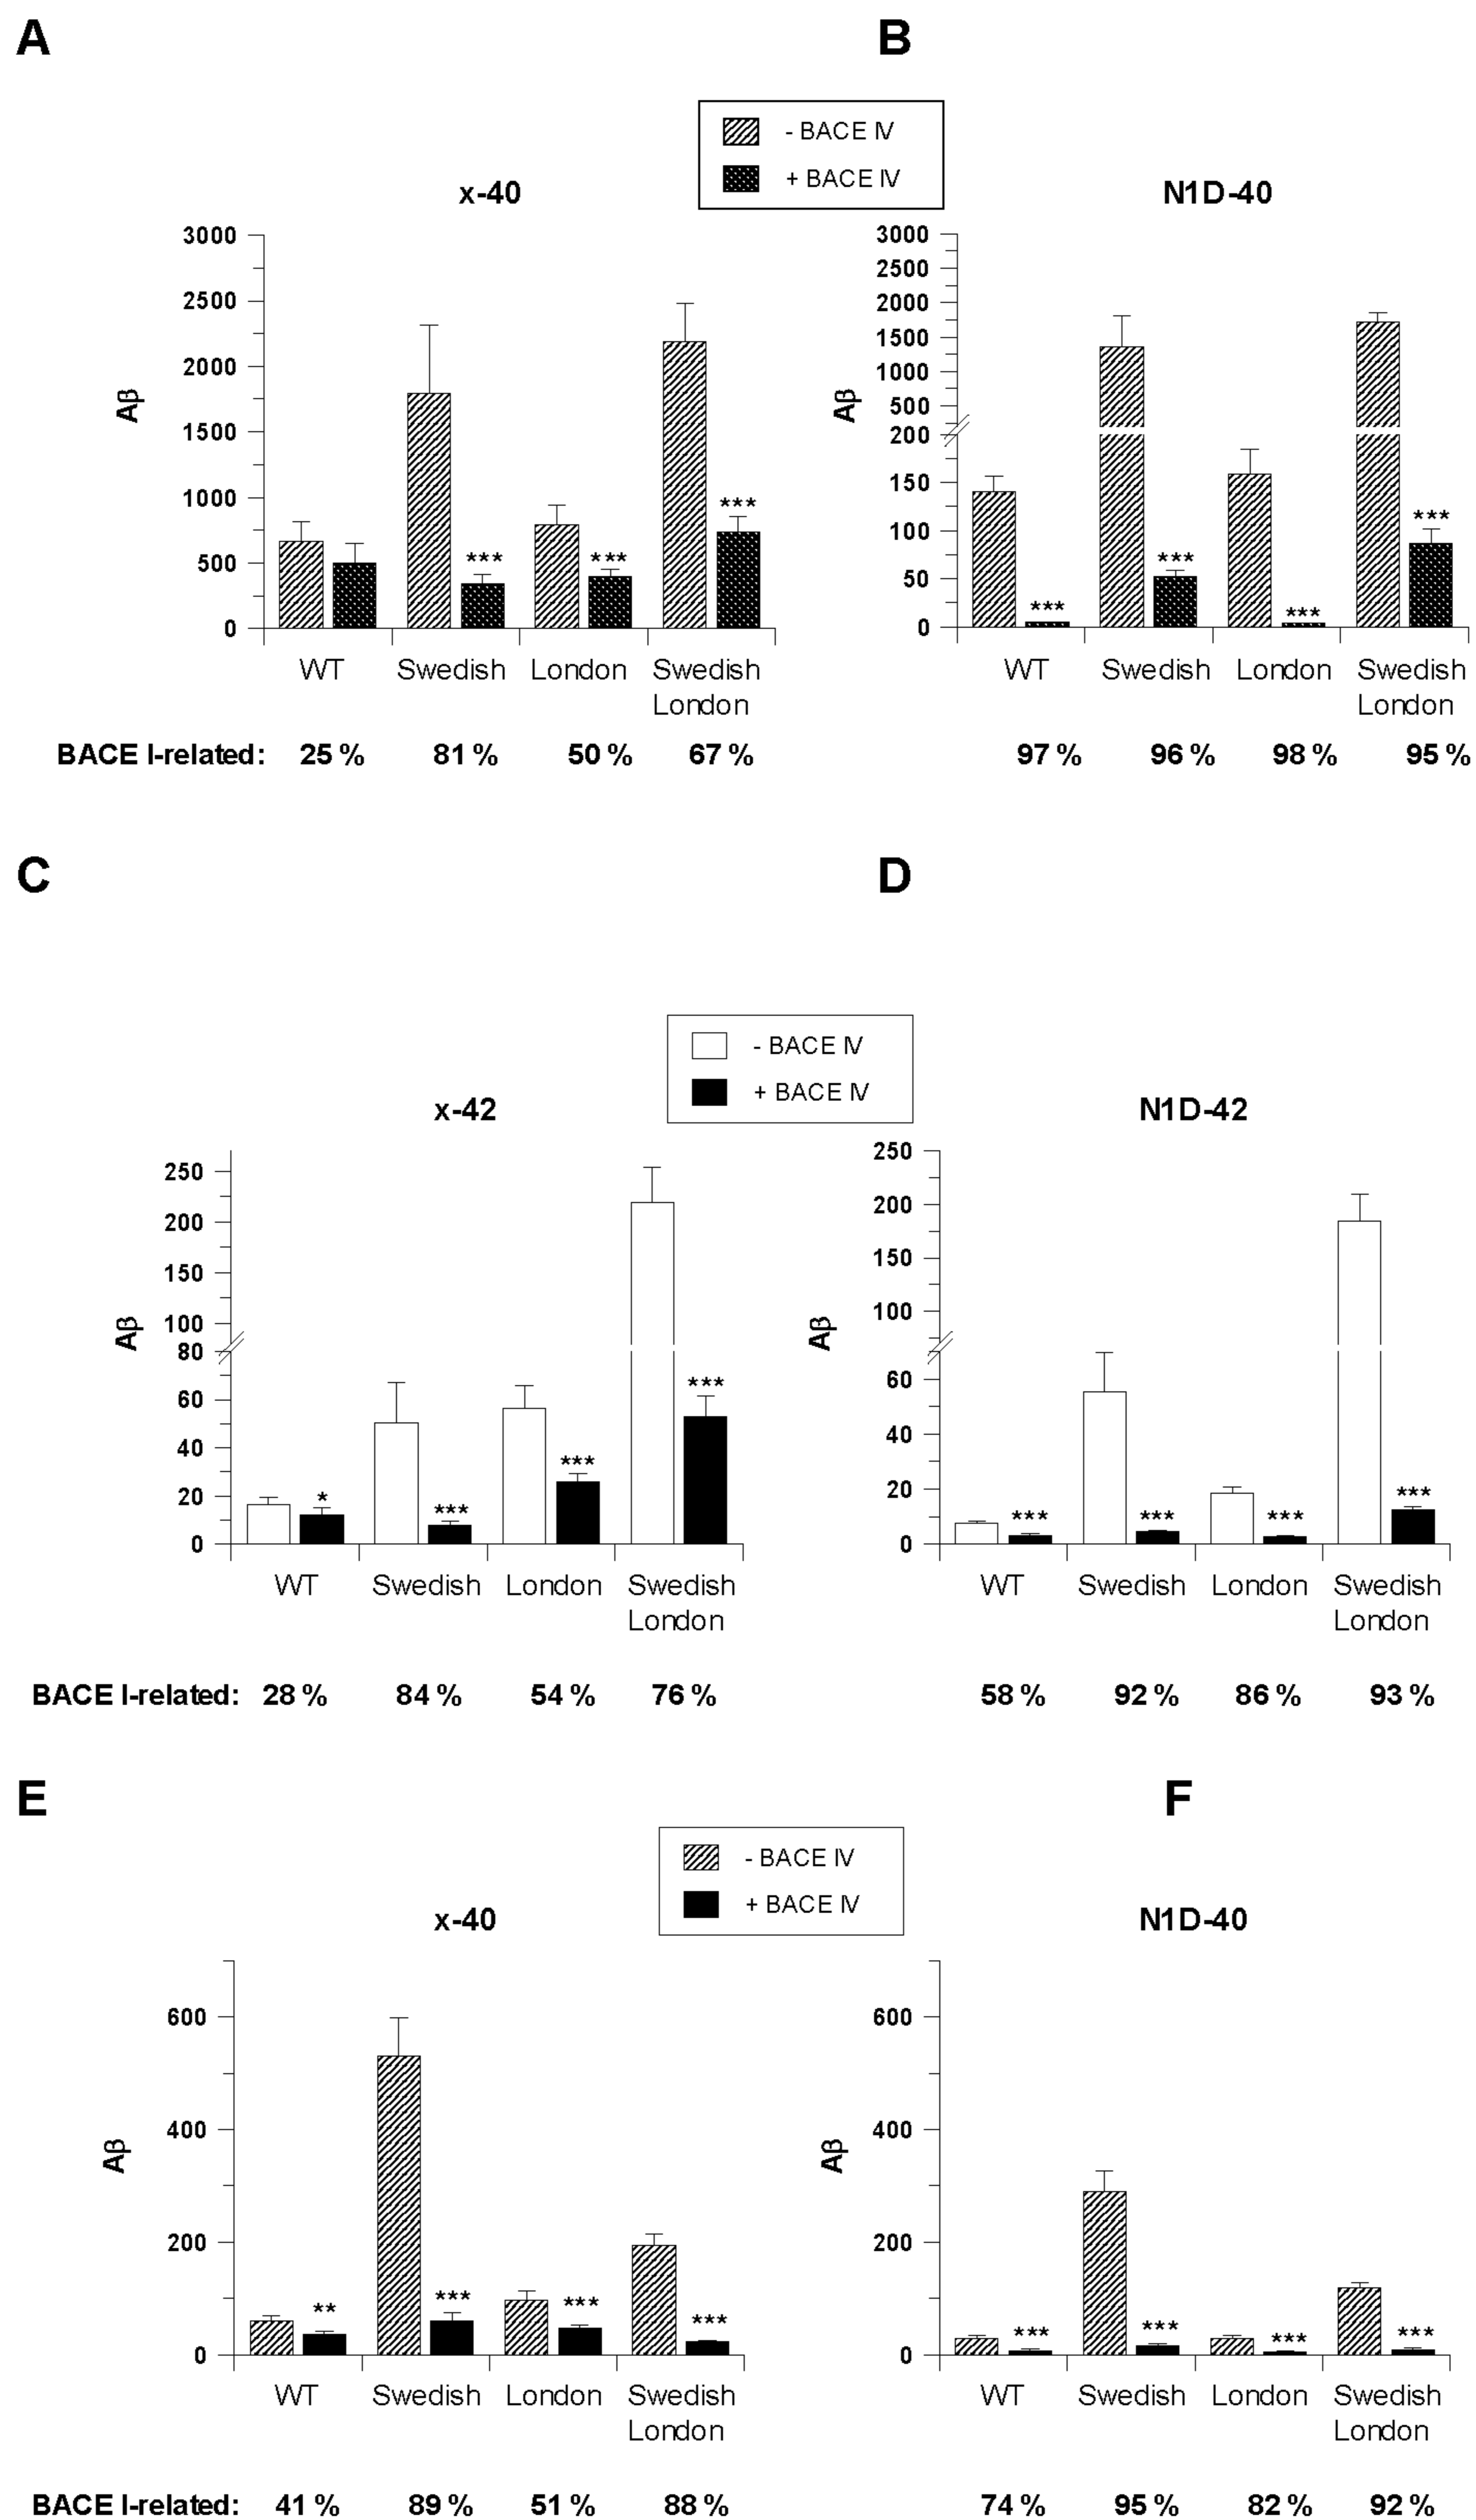 A
B
- BACE IV
+ BACE IV
x-40
N1D-40
3000
2500
2000
1500
1000
500
0
Aβ
***
***
***
WT
Swedish
London
Swedish
London
3000
2500
2000
1500
1000
500
200
150
100
50
0
Aβ
***
***
***
***
WT
Swedish
London
Swedish
London
BACE I-related: 25 % 81 % 50 % 67 % 97 % 96 % 98 % 95 %
C
D
- BACE IV
+ BACE IV
x-42
N1D-42
250
200
150
100
80
60
40
20
0
Aβ
*
***
***
***
WT
Swedish
London
Swedish
London
250
200
150
100
60
40
20
0
Aβ
***
***
***
***
WT
Swedish
London
Swedish
London
BACE I-related: 28 % 84 % 54 % 76 % 58 % 92 % 86 % 93 %
E
F
- BACE IV
+ BACE IV
x-40
N1D-40
600
400
200
0
Aβ
**
***
***
***
WT
Swedish
London
Swedish
London
600
400
200
0
Aβ
***
***
***
***
WT
Swedish
London
Swedish
London
BACE I-related: 41 % 89 % 51 % 88 % 74 % 95 % 82 % 92 %